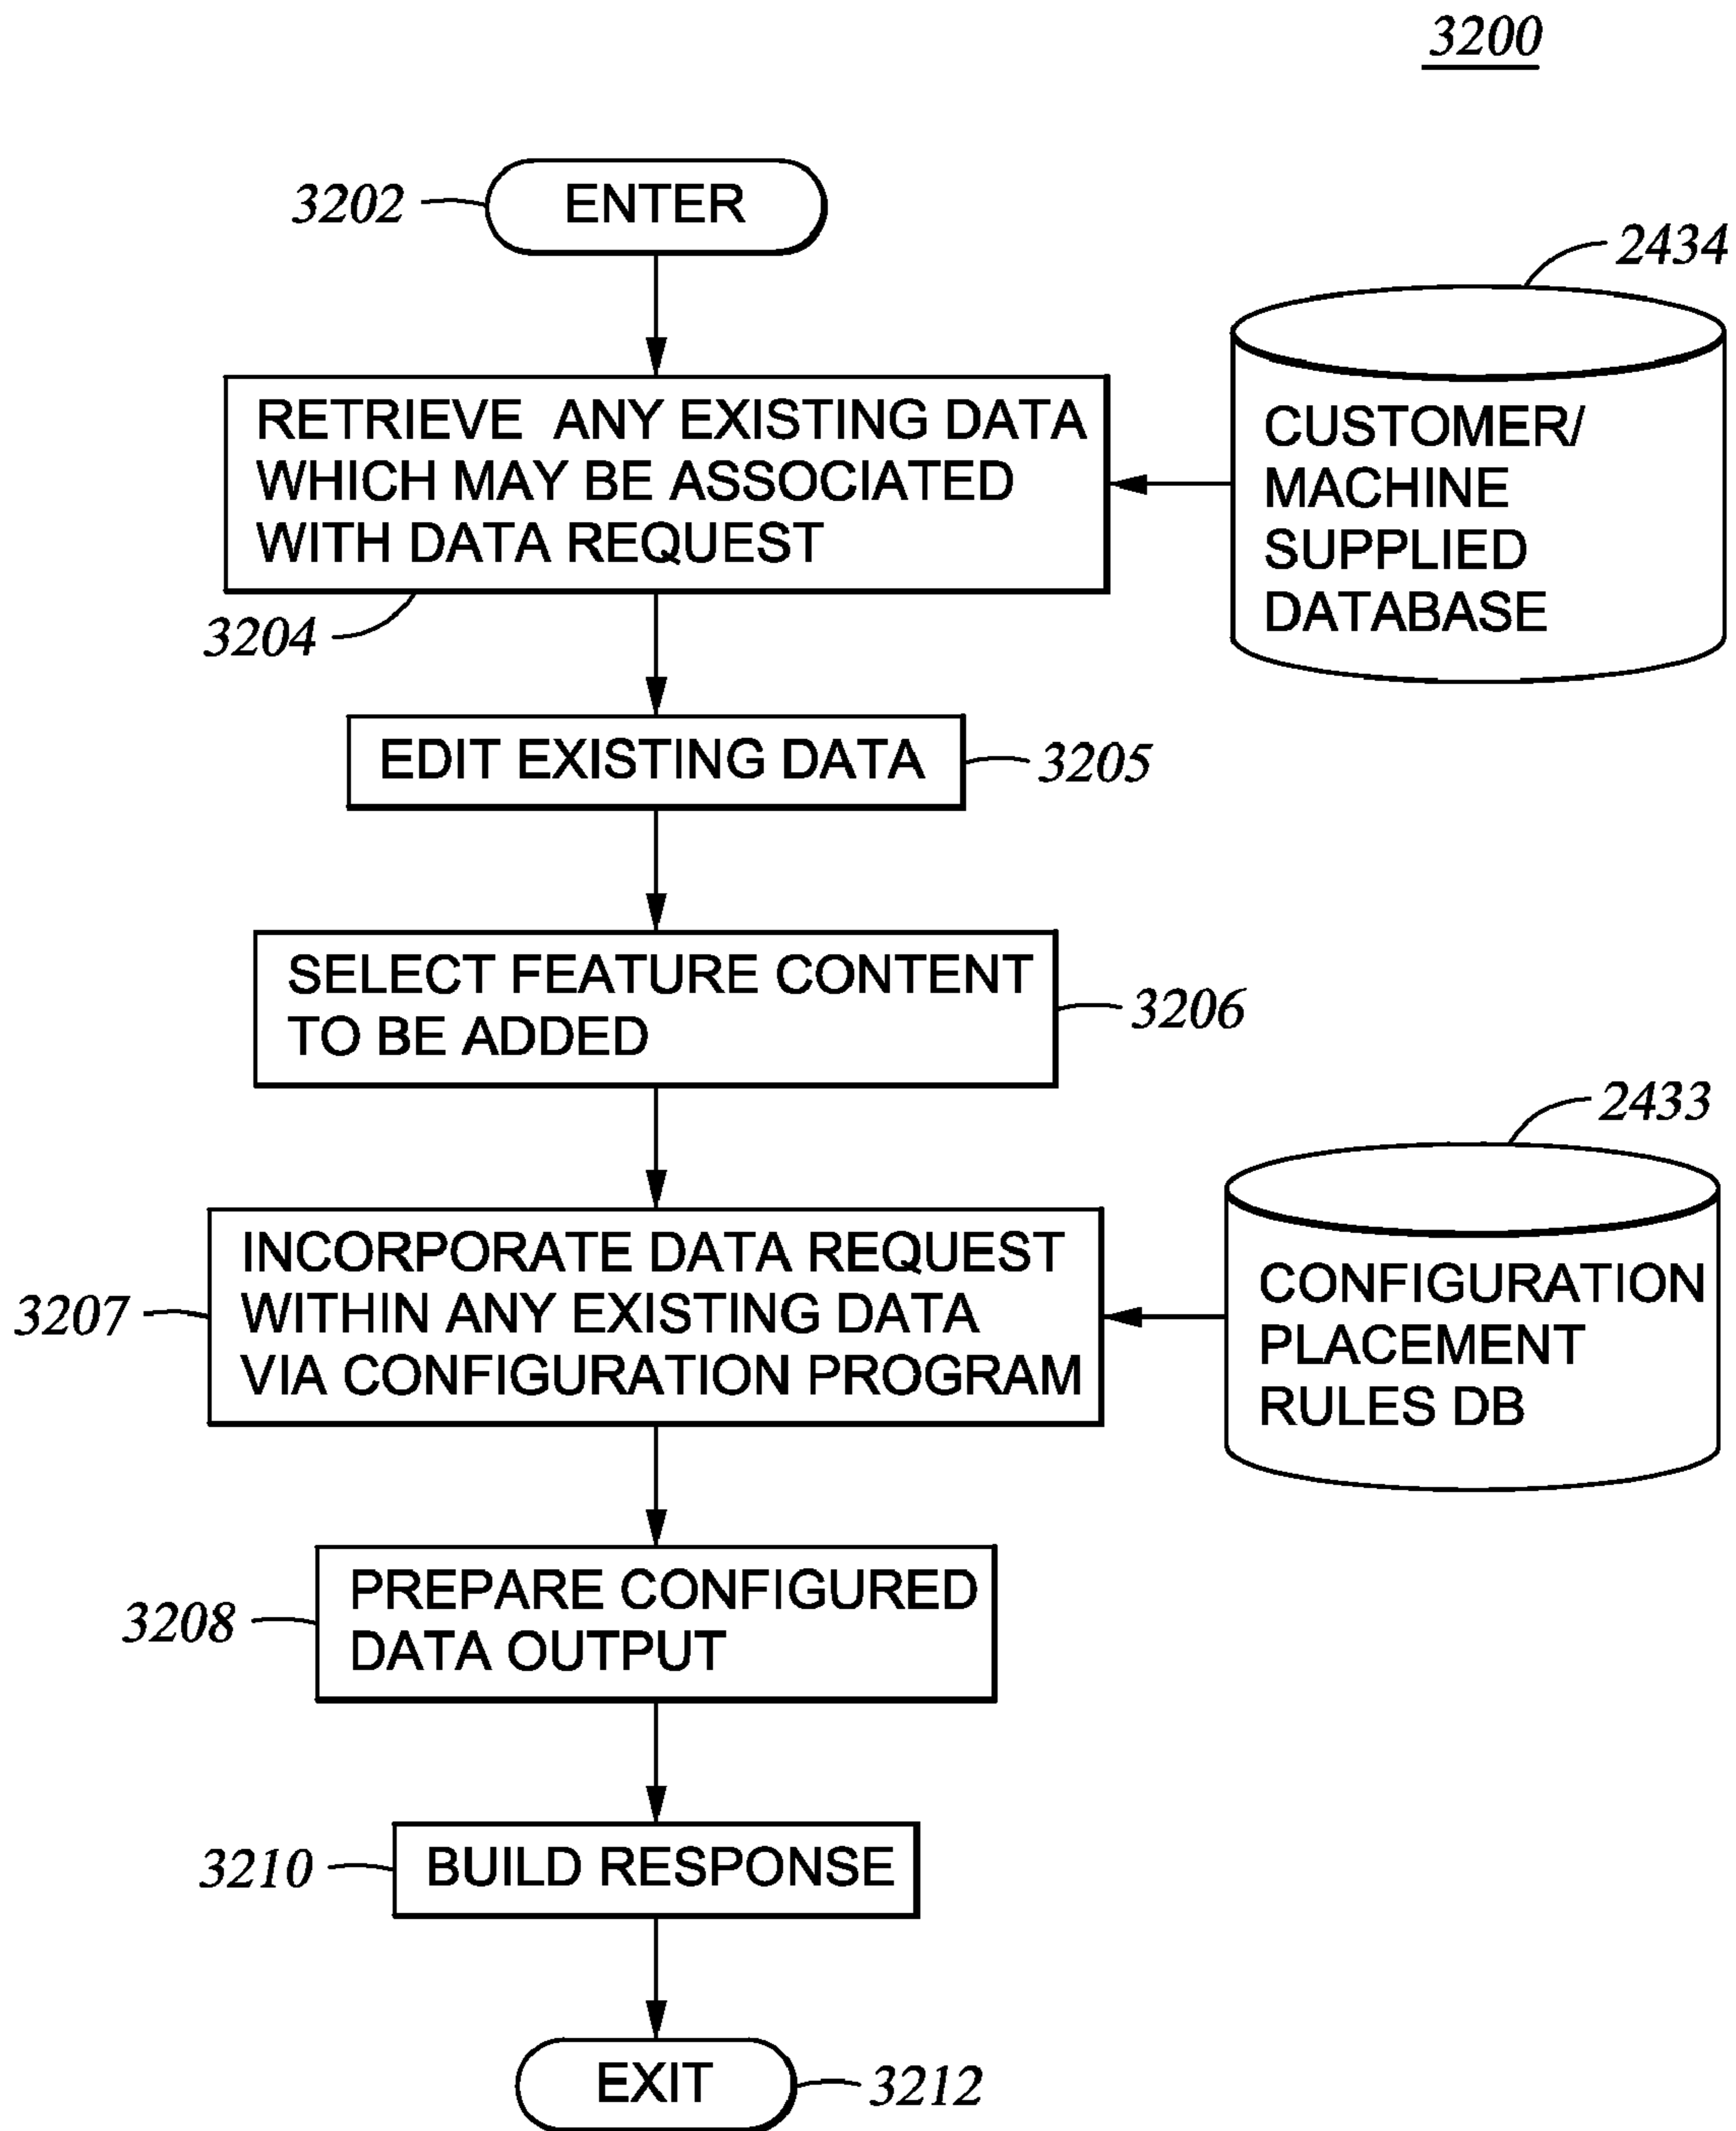 3200
3202
ENTER
2434
RETRIEVE ANY EXISTING DATA
WHICH MAY BE ASSOCIATED
WITH DATA REQUEST
CUSTOMER/
MACHINE
SUPPLIED
DATABASE
3204
EDIT EXISTING DATA
3205
SELECT FEATURE CONTENT
TO BE ADDED
3206
2433
INCORPORATE DATA REQUEST
WITHIN ANY EXISTING DATA
VIA CONFIGURATION PROGRAM
3207
CONFIGURATION
PLACEMENT
RULES DB
PREPARE CONFIGURED
DATA OUTPUT
3208
3210
BUILD RESPONSE
EXIT
3212